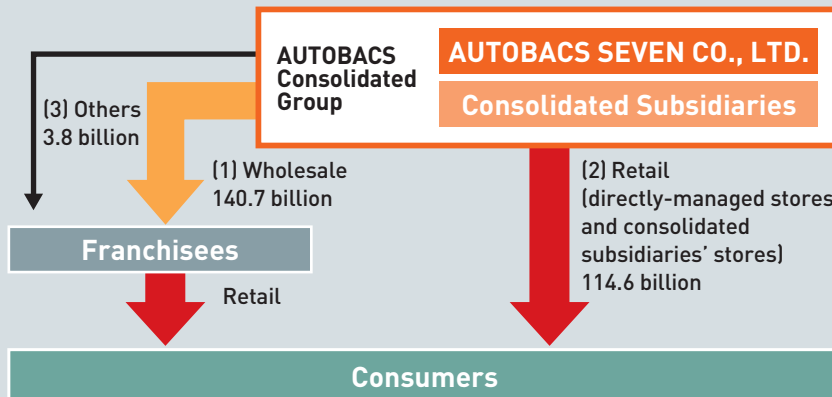 AUTOBACS
Consolidated
Group
AUTOBACS SEVEN CO., LTD.
Consolidated Subsidiaries
(3) Others
3.8 billion
(1) Wholesale
140.7 billion
(2) Retail
(directly-managed stores
and consolidated
subsidiaries’ stores)
114.6 billion
Franchisees
Retail
Consumers